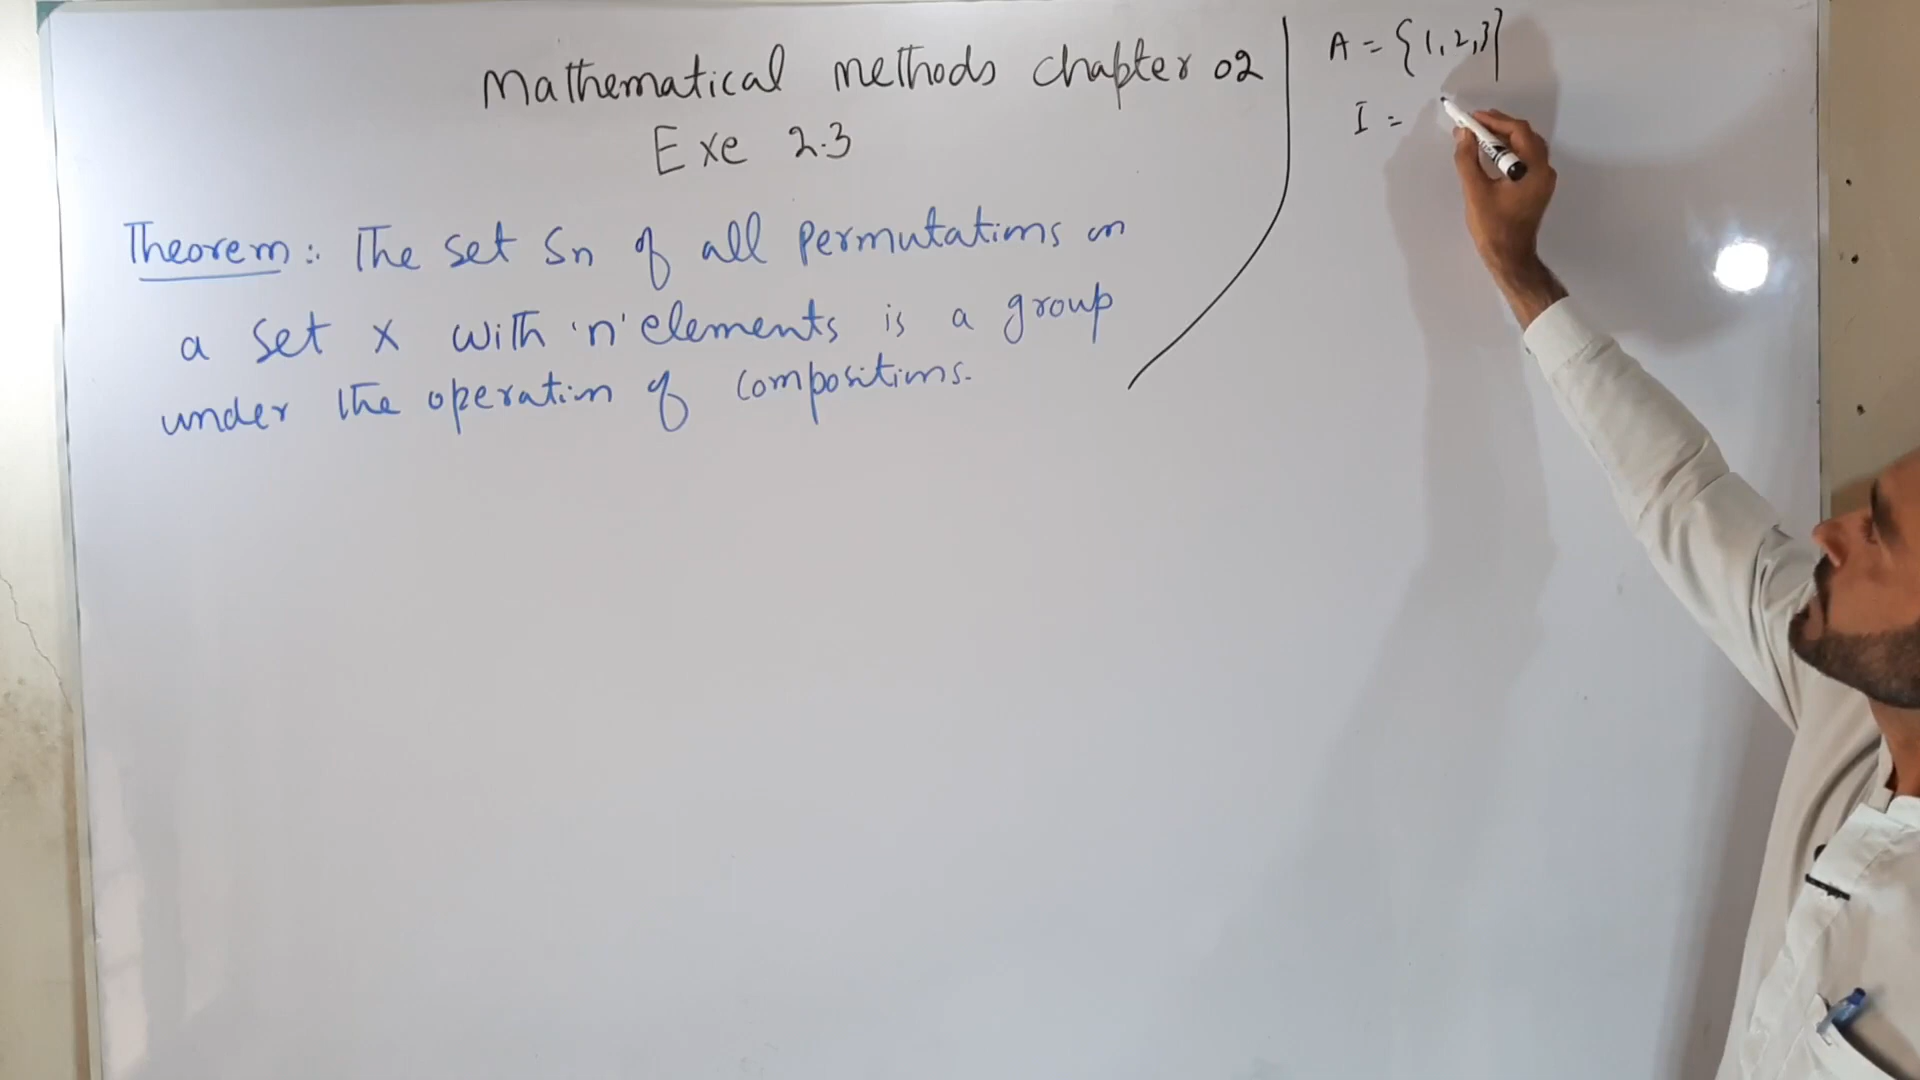 Mathematical methods chapter 02
Exe 2.3
Theorem:. The set Sn of all permutations on
a set X with 'n' elements is a group
under the operation of compositions.
A = {1,2,3}
I =